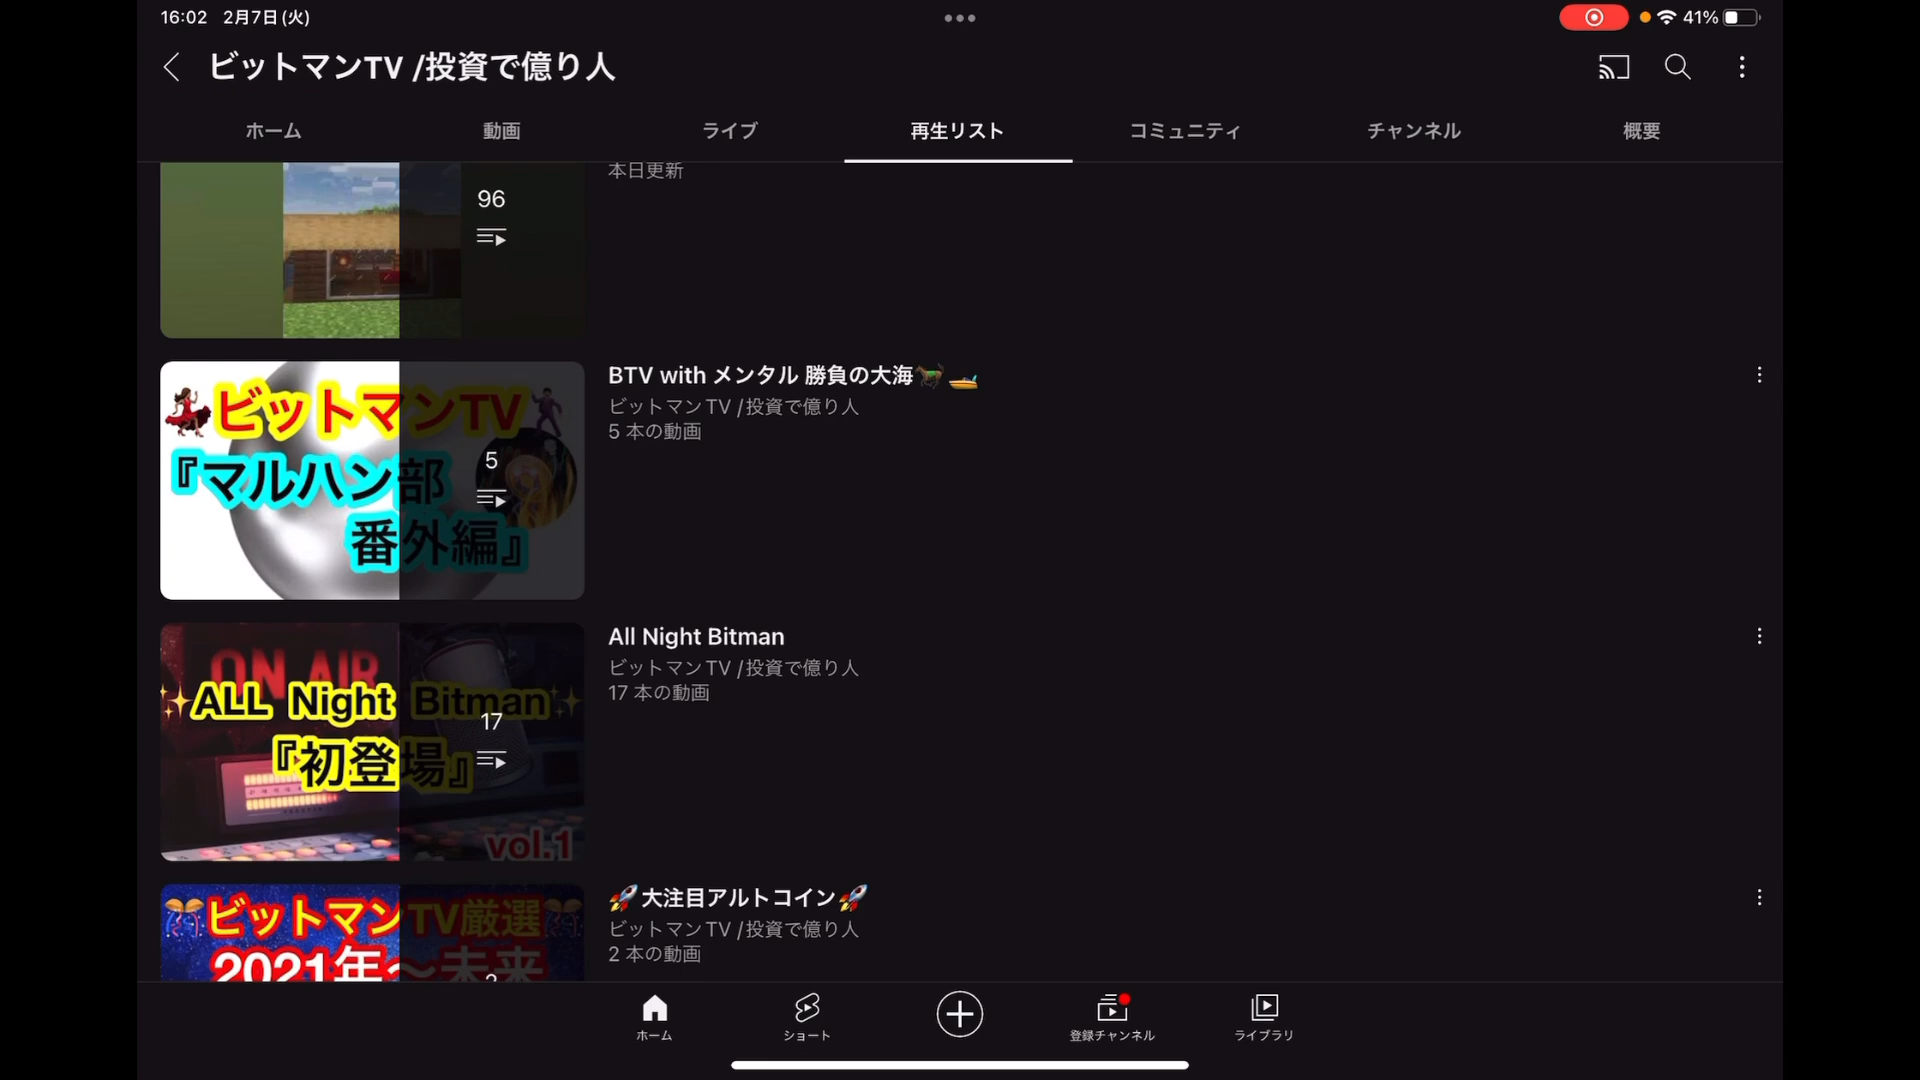 16:02 2月7日(火)
41%
ビットマンTV /投資で億り人
ホーム
動画
ライブ
再生リスト
コミュニティ
チャンネル
概要
本日更新
96
BTV with メンタル 勝負の大海🐎🚤
ビットマンTV /投資で億り人
5 本の動画
ビットマンTV
『マルハン部
番外編』
5
All Night Bitman
ビットマンTV /投資で億り人
17 本の動画
ON AIR
✨ALL Night Bitman✨
『初登場』
17
vol.1
🚀大注目アルトコイン🚀
ビットマンTV /投資で億り人
2 本の動画
ビットマンTV厳選
2021年〜未来
2
ホーム
ショート
登録チャンネル
ライブラリ